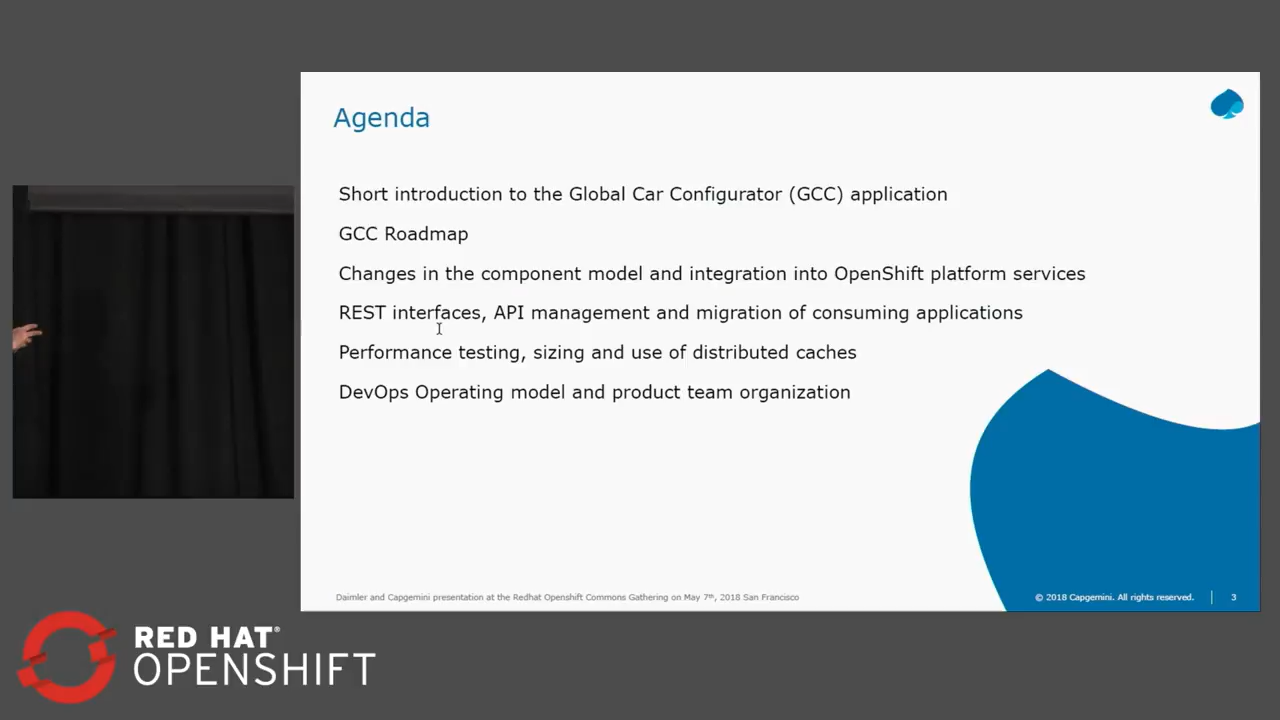 Agenda
Short introduction to the Global Car Configurator (GCC) application
GCC Roadmap
Changes in the component model and integration into OpenShift platform services
REST interfaces, API management and migration of consuming applications
Performance testing, sizing and use of distributed caches
DevOps Operating model and product team organization
Daimler and Capgemini presentation at the Redhat Openshift Commons Gathering on May 7th, 2018 San Francisco
© 2018 Capgemini. All rights reserved.
3
RED HAT®
OPENSHIFT